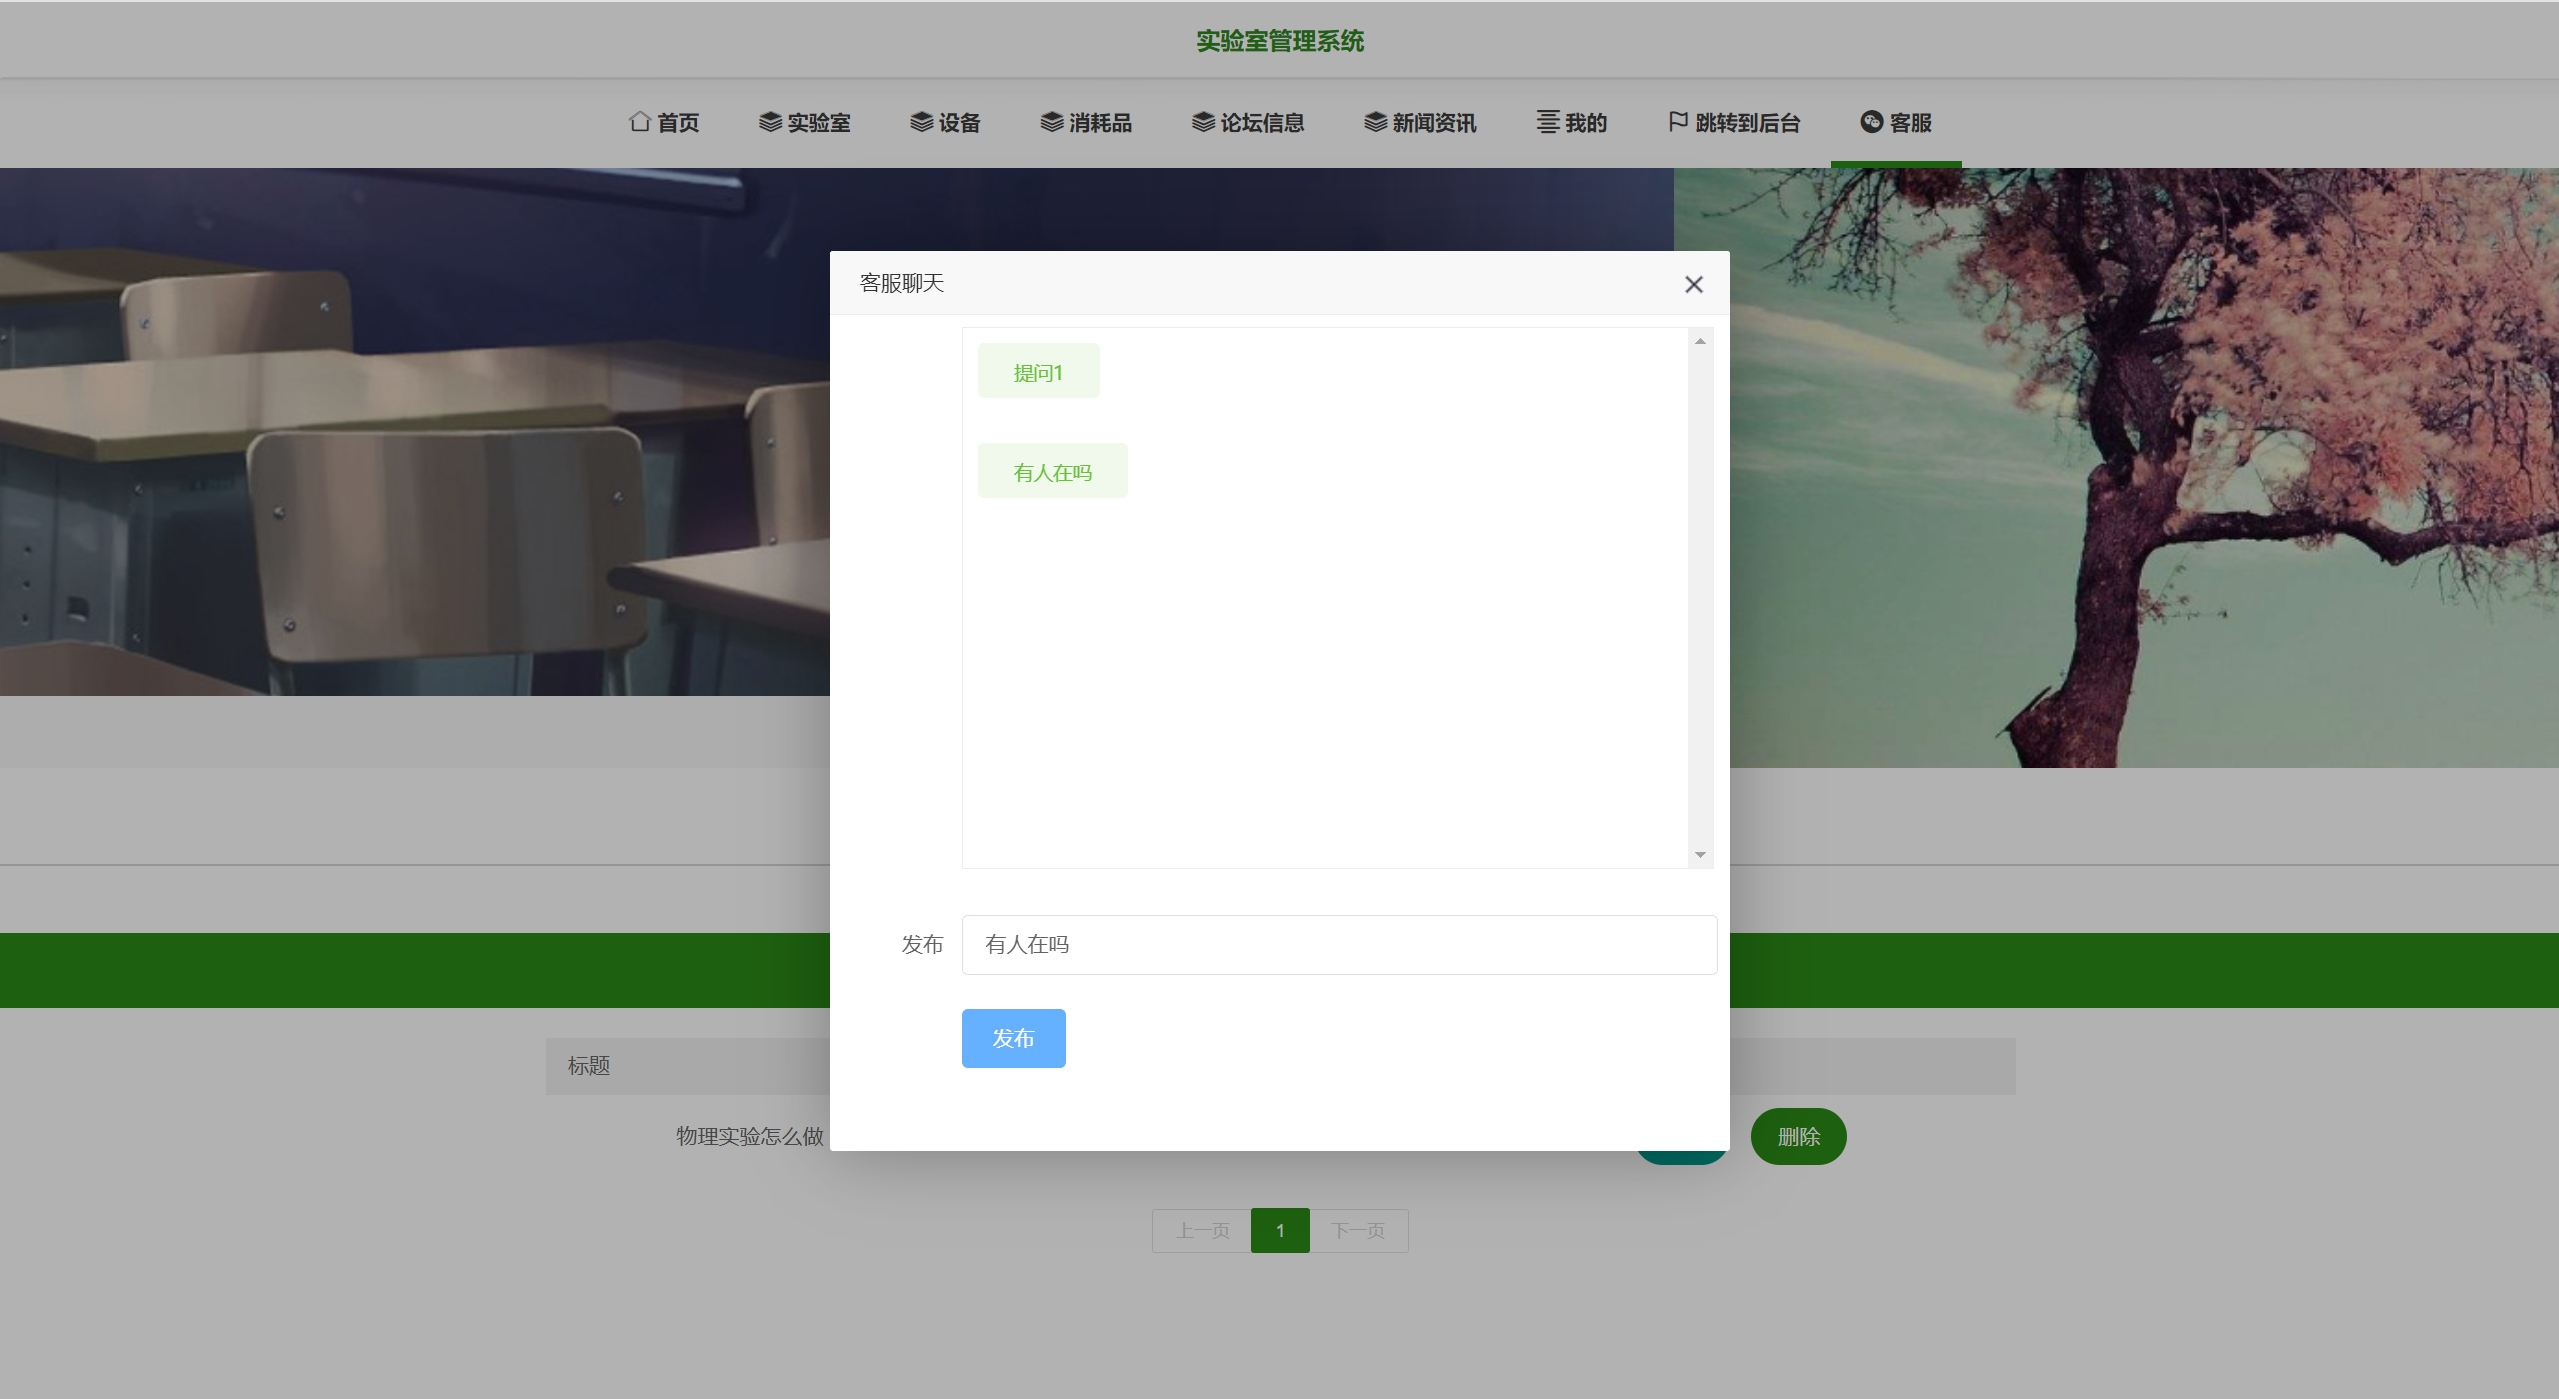 实验室管理系统
首页 实验室 设备 消耗品 论坛信息 新闻资讯 我的 跳转到后台 客服
客服聊天
提问1
有人在吗
发布 有人在吗
发布
标题
物理实验怎么做 删除
上一页 1 下一页